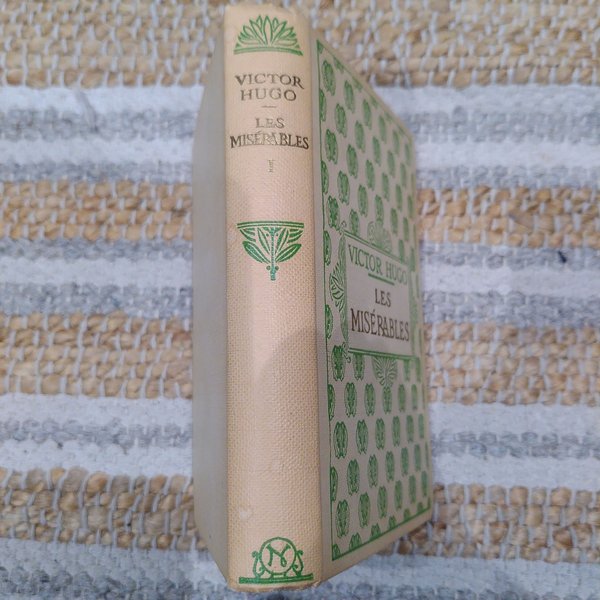 VICTOR
HUGO
LES
MISÉRABLES
I
N
VICTOR HUGO
LES
MISÉRABLES